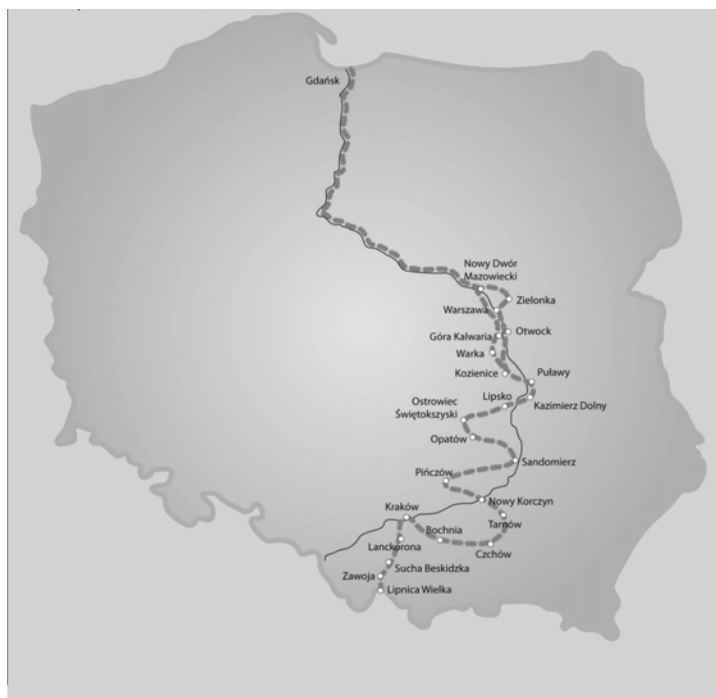 Gdańsk
Nowy Dwór
Mazowiecki
Zielonka
Warszawa
Otwock
Góra Kalwaria
Warka
Kozienice
Puławy
Lipsko
Kazimierz Dolny
Ostrowiec
Świętokszyski
Opatów
Sandomierz
Pińczów
Nowy Korczyn
Kraków
Tarnów
Bochnia
Lanckorona
Czchów
Sucha Beskidzka
Zawoja
Lipnica Wielka